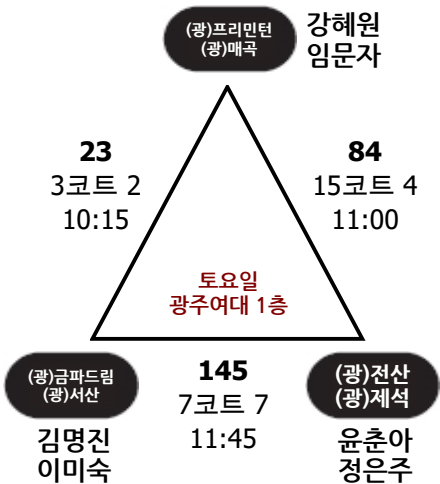 (광)프리민턴
(광)매곡
강혜원
임문자
23
3코트 2
10:15
84
15코트 4
11:00
토요일
광주여대 1층
(광)금파드림
(광)서산
김명진
이미숙
145
7코트 7
11:45
(광)전산
(광)제석
윤춘아
정은주